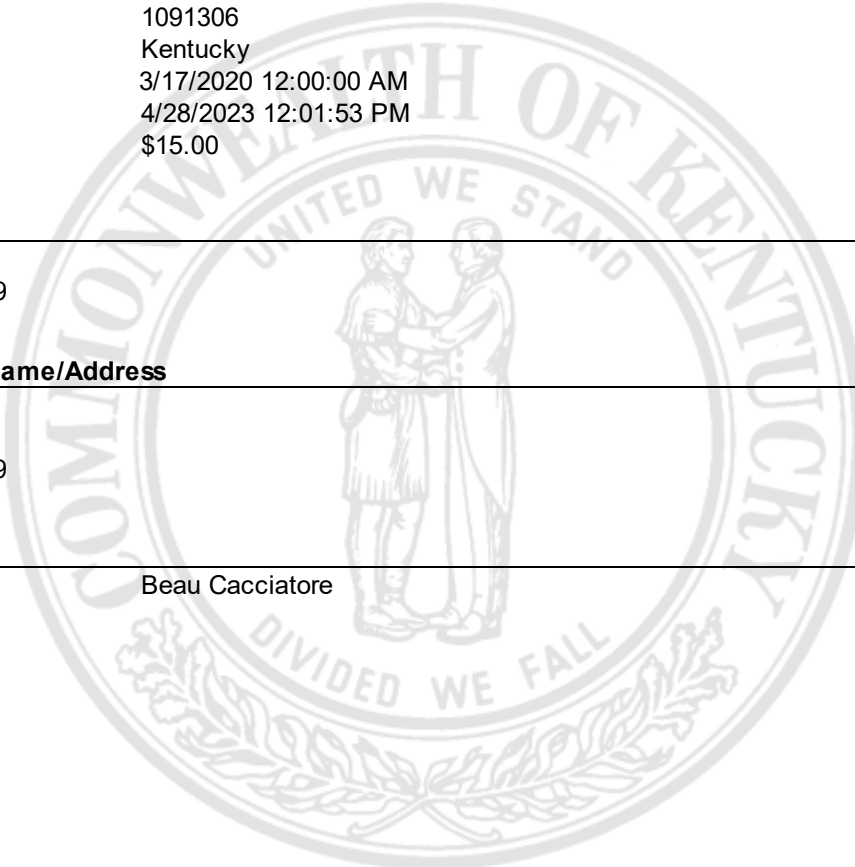 1091306
Kentucky
3/17/2020 12:00:00 AM
4/28/2023 12:01:53 PM
$15.00
9
ame/Address
9
Beau Cacciatore
COMMONWEALTH OF KENTUCKY
UNITED WE STAND
DIVIDED WE FALL